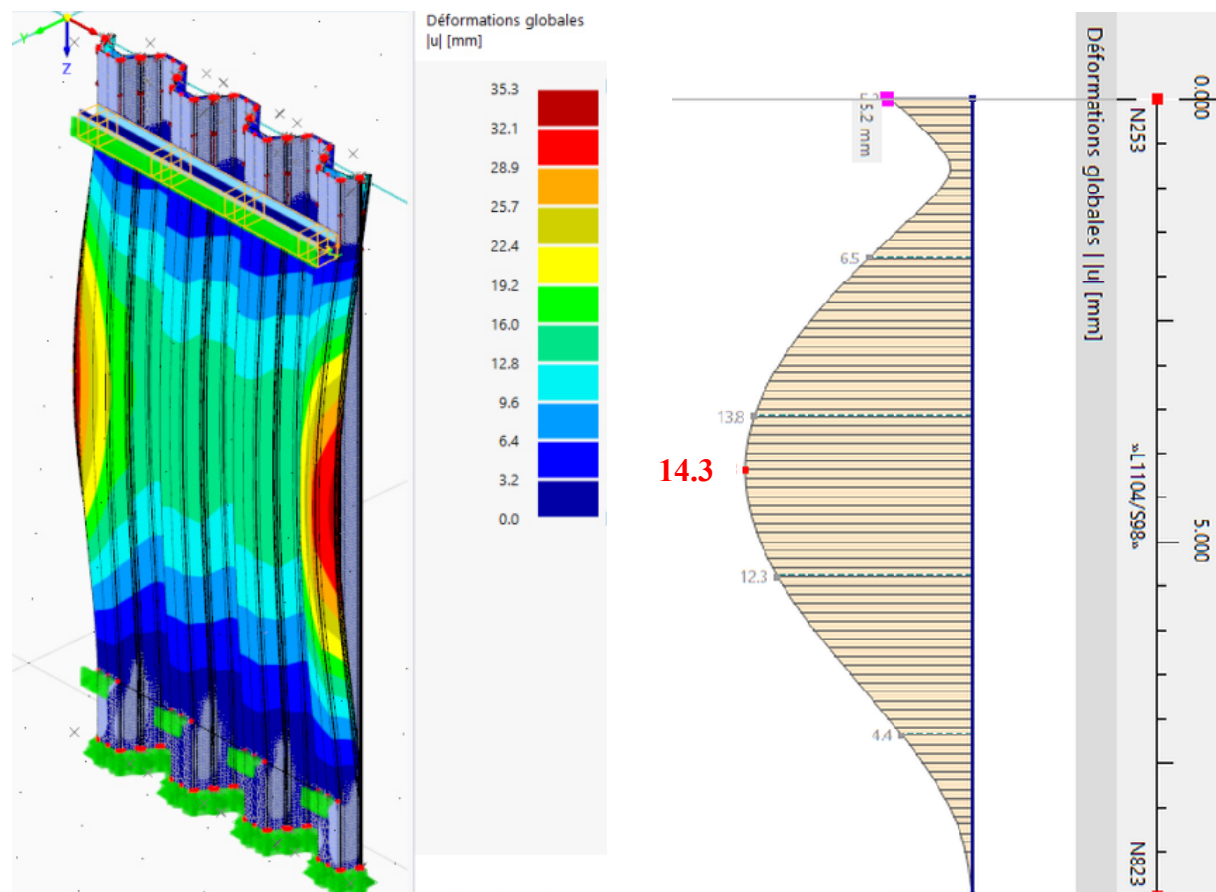 Déformations globales
|u| [mm]
Y
Z
35.3
32.1
28.9
25.7
22.4
19.2
16.0
12.8
9.6
6.4
3.2
0.0
5.2 mm
6.5
13.8
14.3
12.3
4.4
Déformations globales | |u| [mm]
N253
»L1104/S98»
N823
0.000
5.000